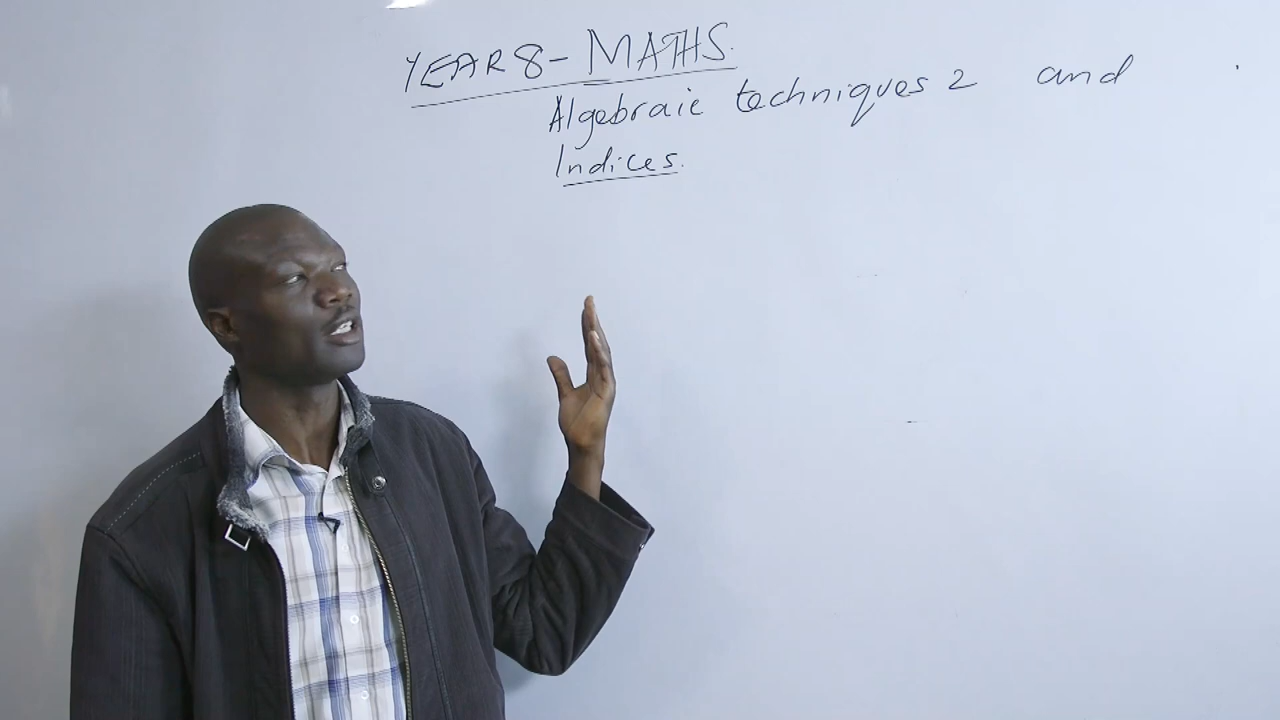 YEAR 8 - MATHS.
Algebraic techniques 2 and
Indices.